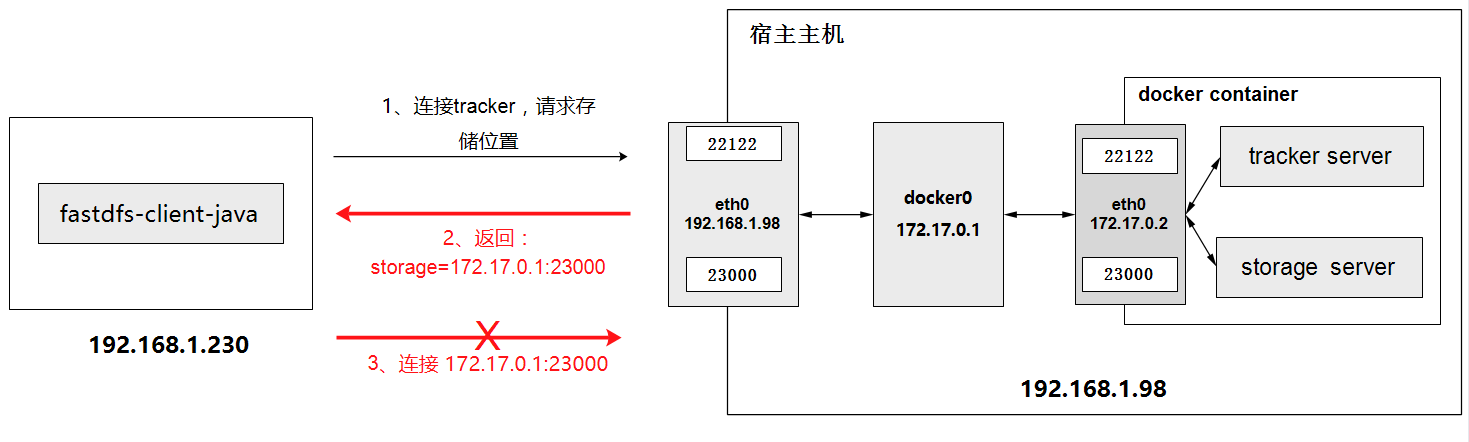 宿主主机
docker container
1、连接tracker，请求存
储位置
22122
22122
tracker server
fastdfs-client-java
eth0
192.168.1.98
docker0
172.17.0.1
eth0
172.17.0.2
2、返回：
storage=172.17.0.1:23000
23000
23000
storage server
X
3、连接 172.17.0.1:23000
192.168.1.230
192.168.1.98